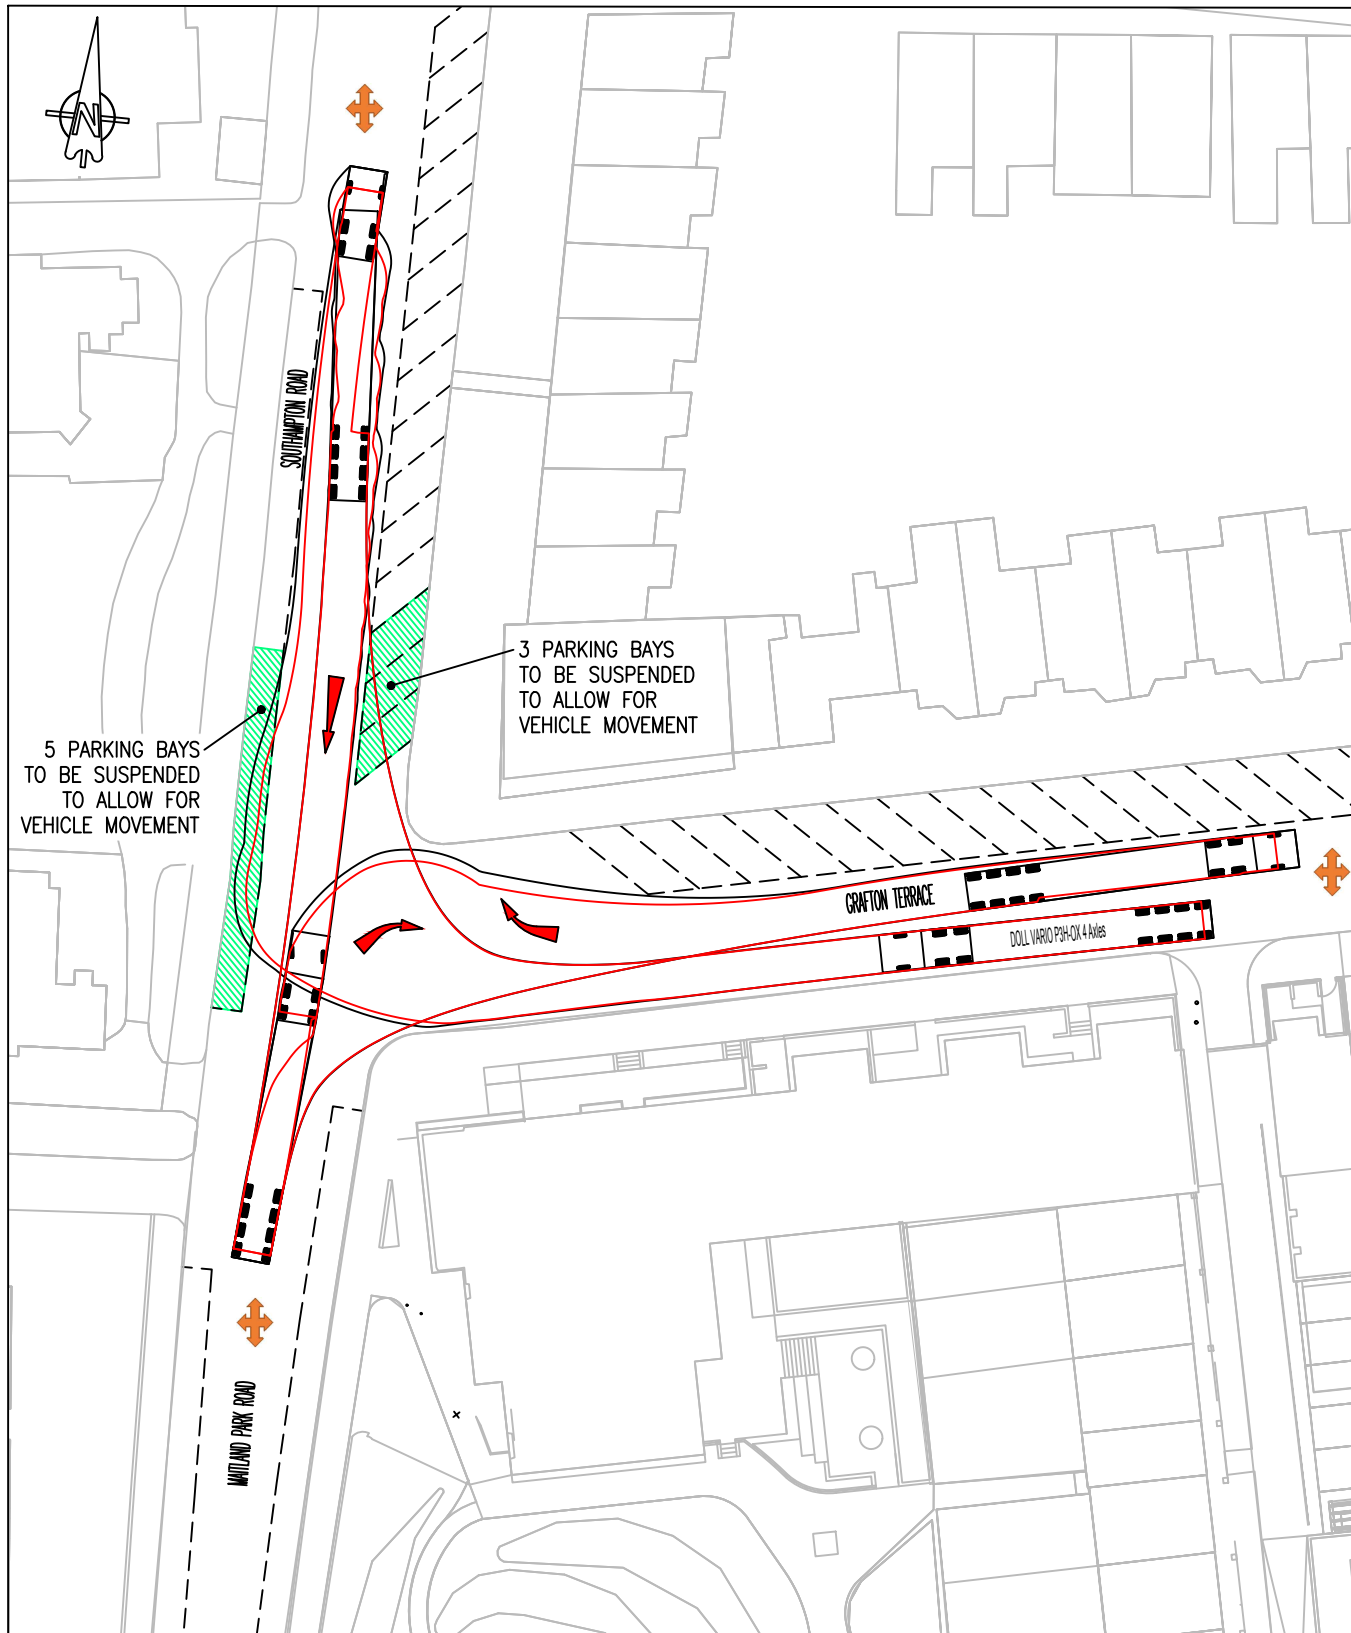 N
SOUTHAMPTON ROAD
3 PARKING BAYS
TO BE SUSPENDED
TO ALLOW FOR
VEHICLE MOVEMENT
5 PARKING BAYS
TO BE SUSPENDED
TO ALLOW FOR
VEHICLE MOVEMENT
GRAFTON TERRACE
DOLL VARIO P3H-OX 4 Axles
MAITLAND PARK ROAD